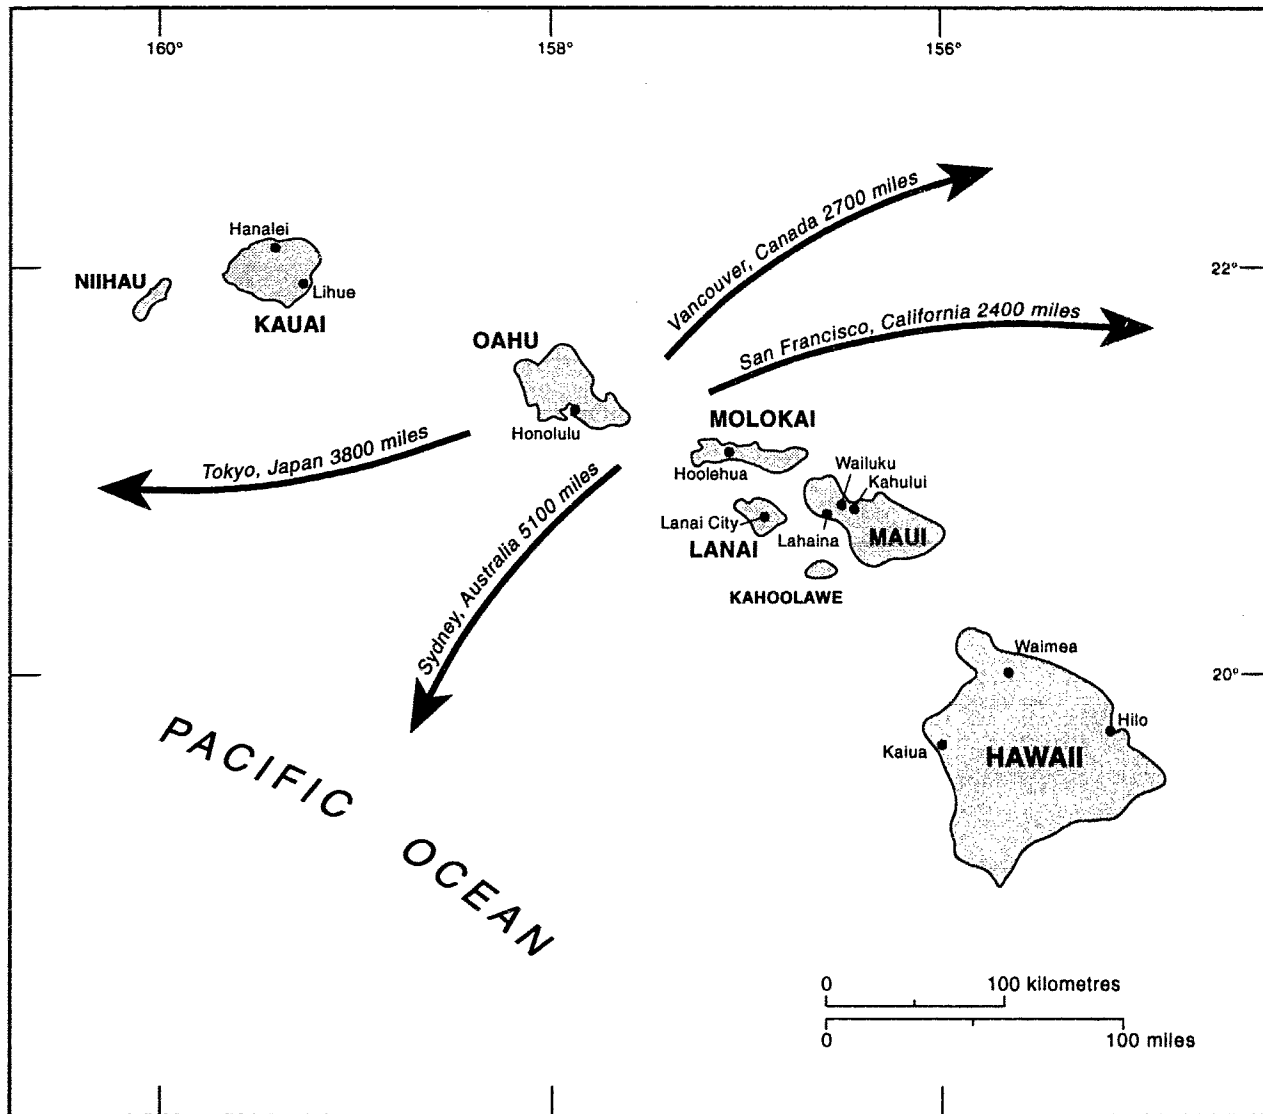 160°
158°
156°
Vancouver, Canada 2700 miles
Hanalei
22°
NIIHAU
Lihue
KAUAI
San Francisco, California 2400 miles
OAHU
MOLOKAI
Honolulu
Tokyo, Japan 3800 miles
Wailuku
Hoolehua
Kahului
Sydney, Australia 5100 miles
Lanai City
Lahaina
MAUI
LANAI
KAHOOLAWE
Waimea
20°
Hilo
Kaiua
HAWAII
PACIFIC OCEAN
0 100 kilometres
0 100 miles